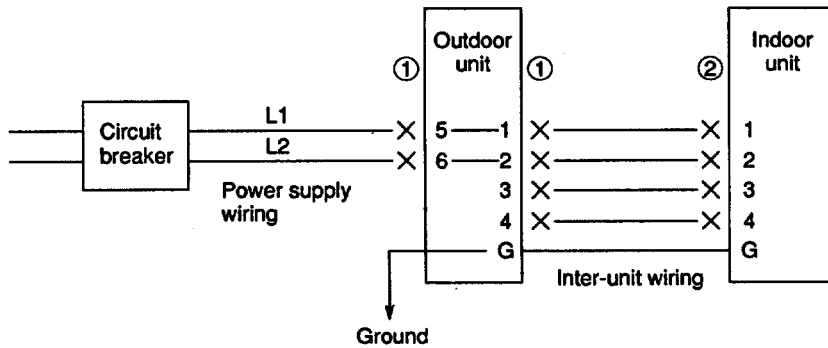 Outdoor
unit
Indoor
unit
① ① ②
Circuit
breaker
L1
L2
Power supply
wiring
5 1 1
6 2 2
3 3
4 4
G G
Inter-unit wiring
Ground